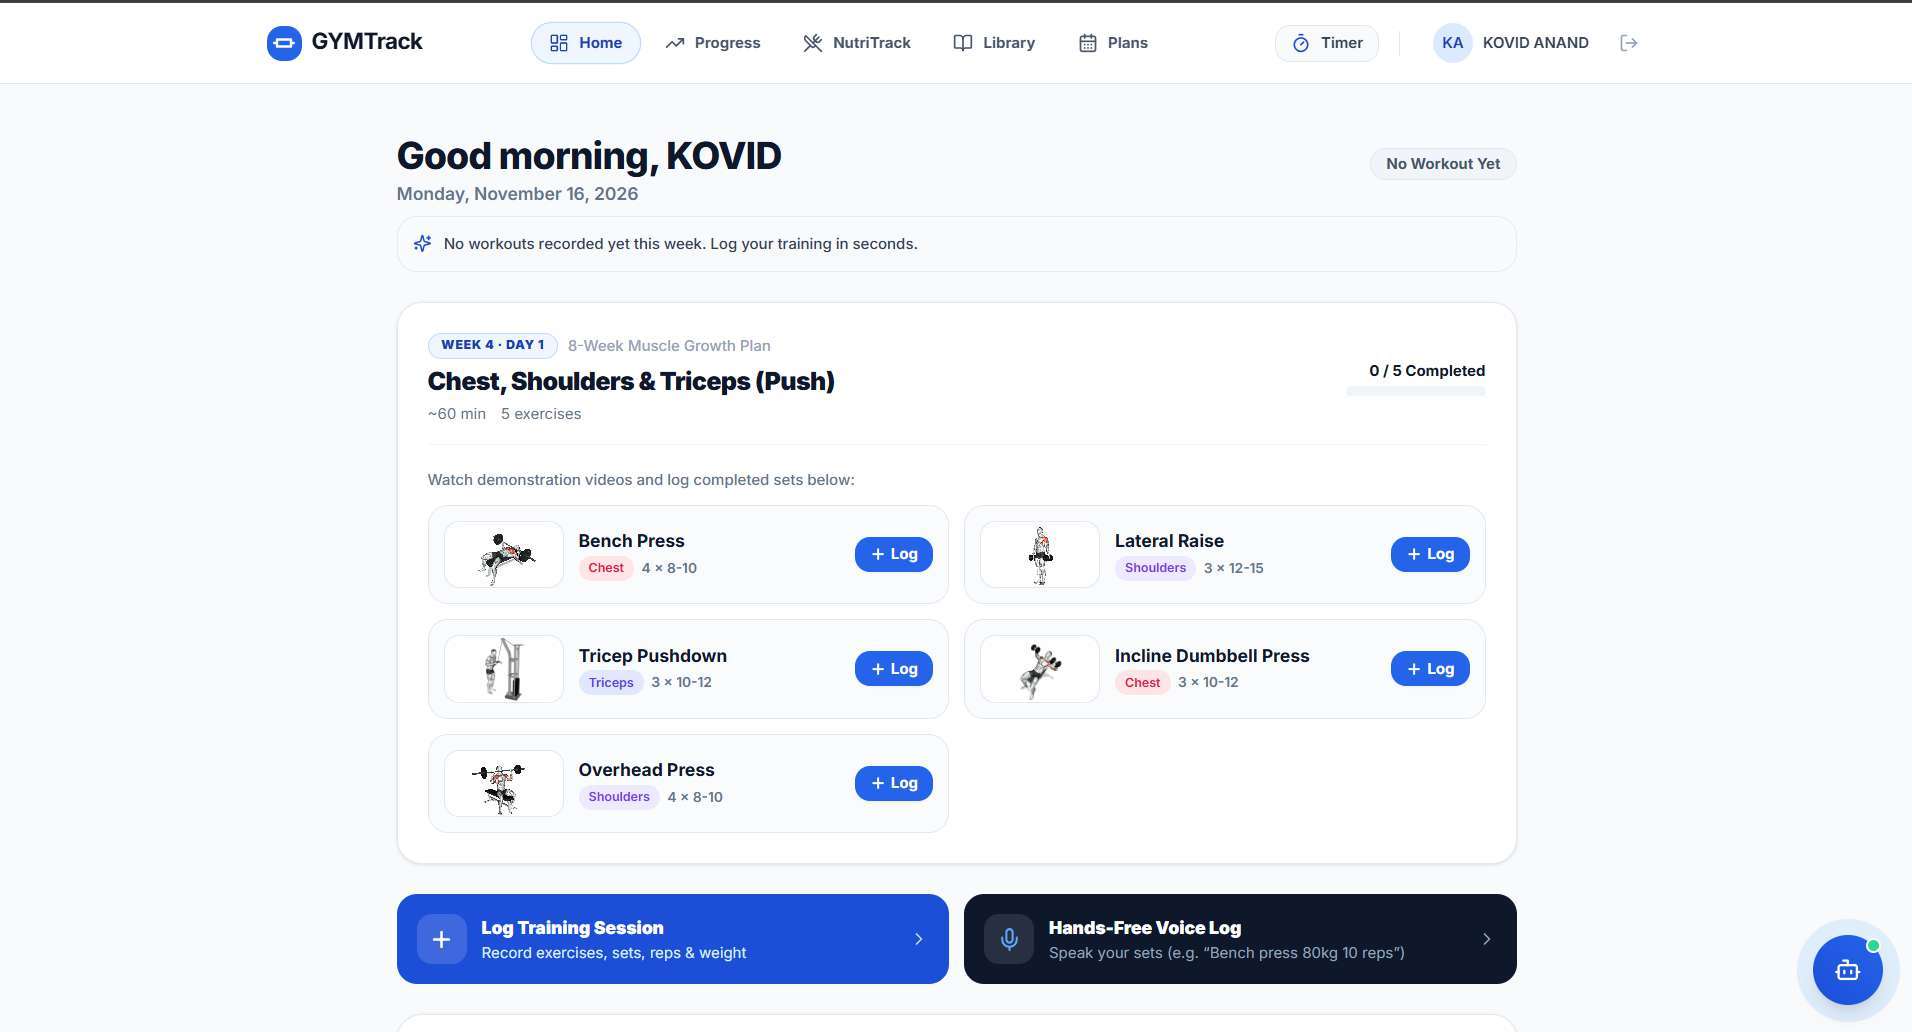 GYMTrack
Home
Progress
NutriTrack
Library
Plans
Timer
KA
KOVID ANAND
Good morning, KOVID
Monday, November 16, 2026
No Workout Yet
No workouts recorded yet this week. Log your training in seconds.
WEEK 4 · DAY 1
8-Week Muscle Growth Plan
Chest, Shoulders & Triceps (Push)
~60 min
5 exercises
0 / 5 Completed
Watch demonstration videos and log completed sets below:
Bench Press
Chest
4 × 8-10
+ Log
Lateral Raise
Shoulders
3 × 12-15
+ Log
Tricep Pushdown
Triceps
3 × 10-12
+ Log
Incline Dumbbell Press
Chest
3 × 10-12
+ Log
Overhead Press
Shoulders
4 × 8-10
+ Log
Log Training Session
Record exercises, sets, reps & weight
Hands-Free Voice Log
Speak your sets (e.g. “Bench press 80kg 10 reps”)